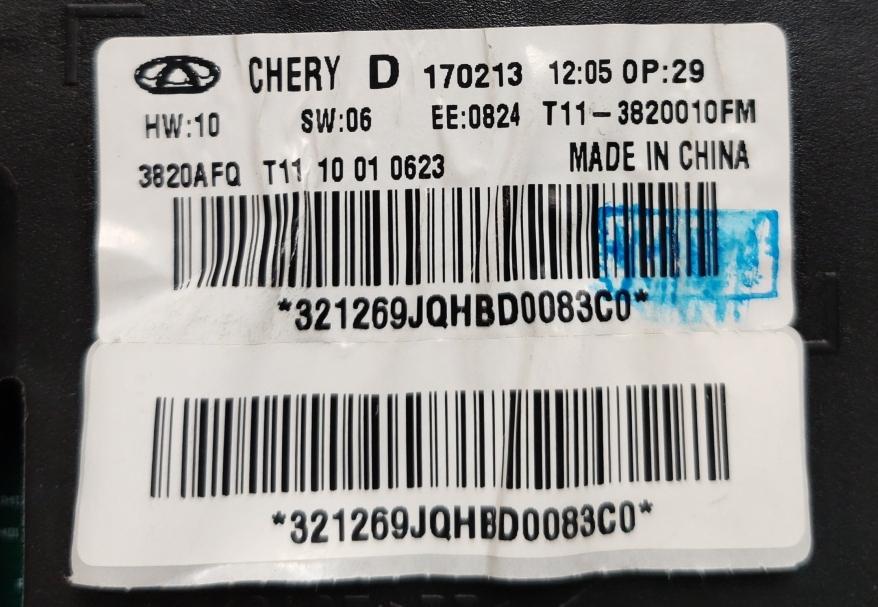 CHERY D 170213 12:05 OP:29
HW:10 SW:06 EE:0824 T11-3820010FM
3820AFQ T11 10 01 0623 MADE IN CHINA
*321269JQHBD0083C0*
*321269JQHBD0083C0*